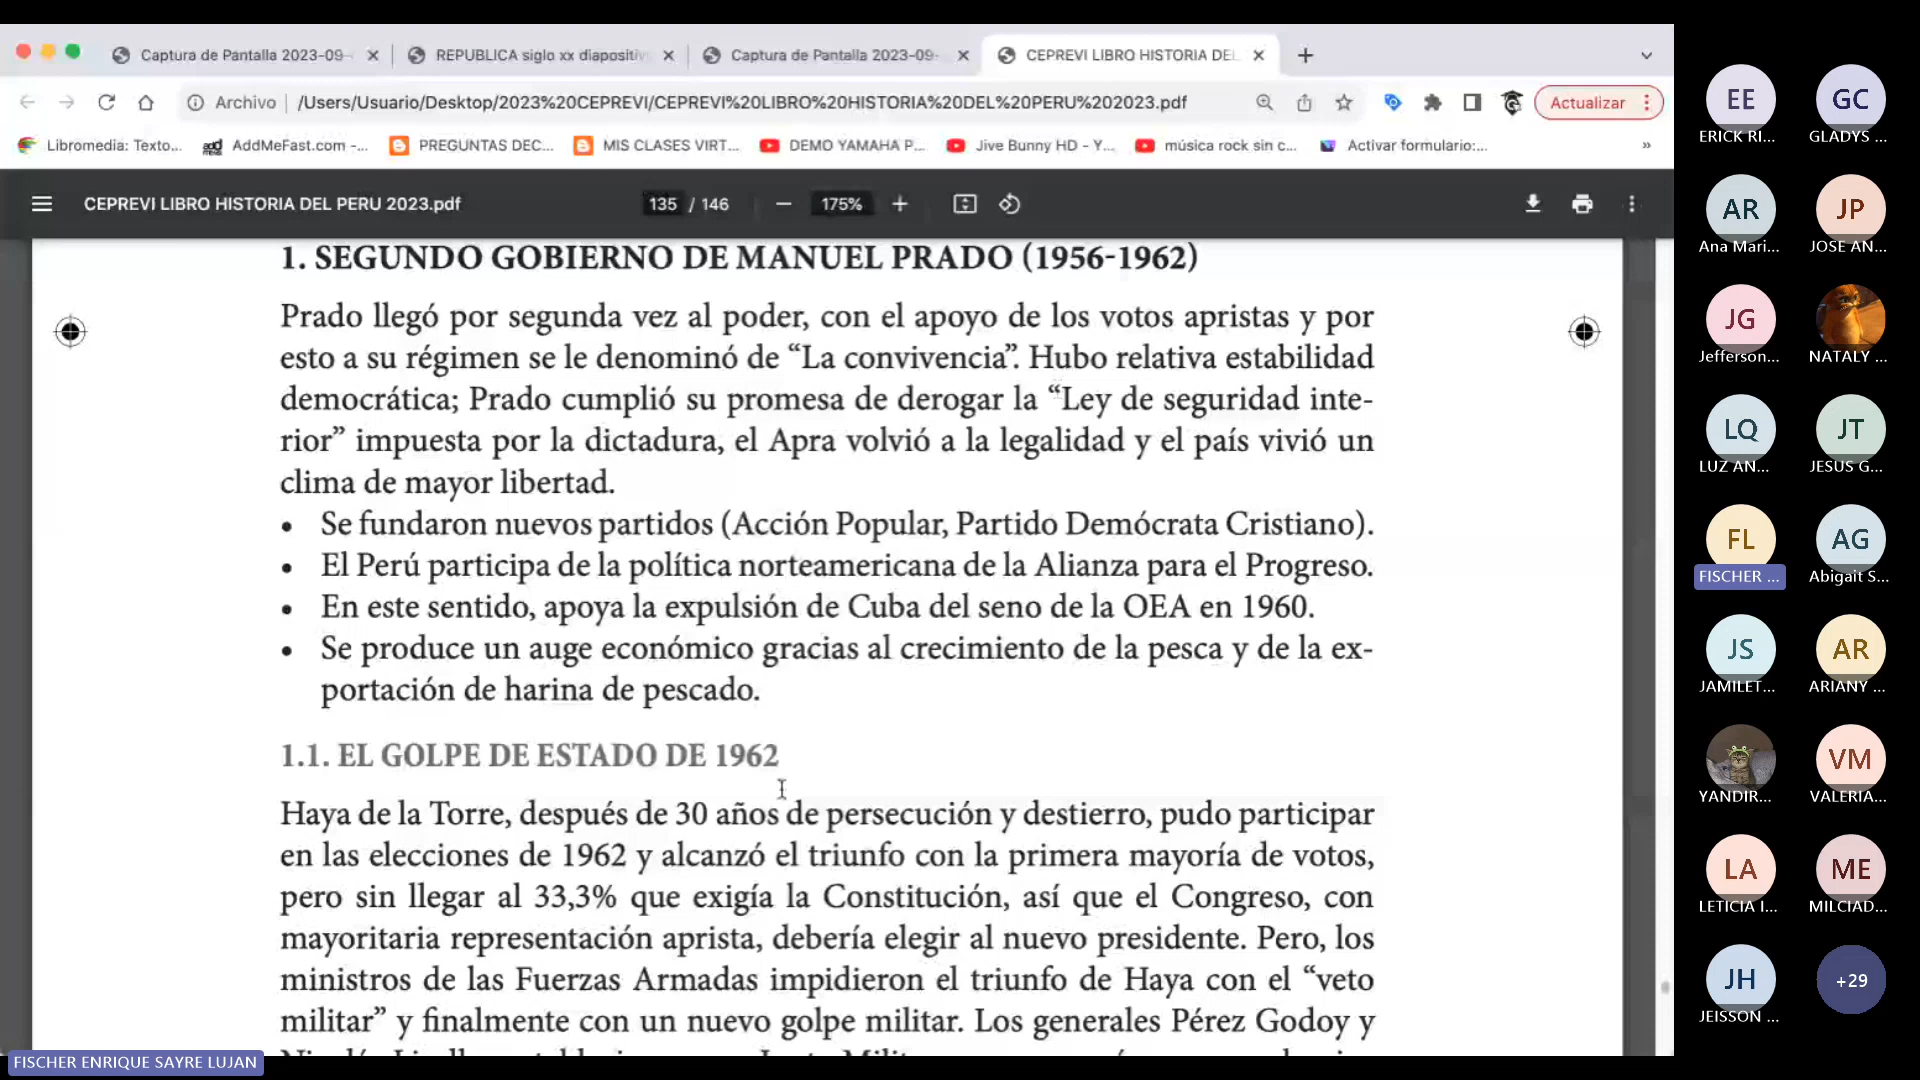 Captura de Pantalla 2023-09-
REPUBLICA siglo xx diapositiv
Captura de Pantalla 2023-09-
CEPREVI LIBRO HISTORIA DEL
Archivo
/Users/Usuario/Desktop/2023%20CEPREVI/CEPREVI%20LIBRO%20HISTORIA%20DEL%20PERU%202023.pdf
Actualizar
Libromedia: Texto...
AddMeFast.com -...
PREGUNTAS DEC...
MIS CLASES VIRT...
DEMO YAMAHA P...
Jive Bunny HD - Y...
música rock sin c...
Activar formulario:...
»
CEPREVI LIBRO HISTORIA DEL PERU 2023.pdf
135 / 146
175%
1. SEGUNDO GOBIERNO DE MANUEL PRADO (1956-1962)
Prado llegó por segunda vez al poder, con el apoyo de los votos apristas y por
esto a su régimen se le denominó de “La convivencia”. Hubo relativa estabilidad
democrática; Prado cumplió su promesa de derogar la “Ley de seguridad inte-
rior” impuesta por la dictadura, el Apra volvió a la legalidad y el país vivió un
clima de mayor libertad.
• Se fundaron nuevos partidos (Acción Popular, Partido Demócrata Cristiano).
• El Perú participa de la política norteamericana de la Alianza para el Progreso.
• En este sentido, apoya la expulsión de Cuba del seno de la OEA en 1960.
• Se produce un auge económico gracias al crecimiento de la pesca y de la ex-
portación de harina de pescado.
1.1. EL GOLPE DE ESTADO DE 1962
Haya de la Torre, después de 30 años de persecución y destierro, pudo participar
en las elecciones de 1962 y alcanzó el triunfo con la primera mayoría de votos,
pero sin llegar al 33,3% que exigía la Constitución, así que el Congreso, con
mayoritaria representación aprista, debería elegir al nuevo presidente. Pero, los
ministros de las Fuerzas Armadas impidieron el triunfo de Haya con el “veto
militar” y finalmente con un nuevo golpe militar. Los generales Pérez Godoy y
FISCHER ENRIQUE SAYRE LUJAN
EE
GC
ERICK RI...
GLADYS ...
AR
JP
Ana Mari...
JOSE AN...
JG
Jefferson...
NATALY ...
LQ
JT
LUZ AN...
JESUS G...
FL
AG
FISCHER ...
Abigait S...
JS
AR
JAMILET...
ARIANY ...
VM
YANDIR...
VALERIA...
LA
ME
LETICIA I...
MILCIAD...
JH
+29
JEISSON ...